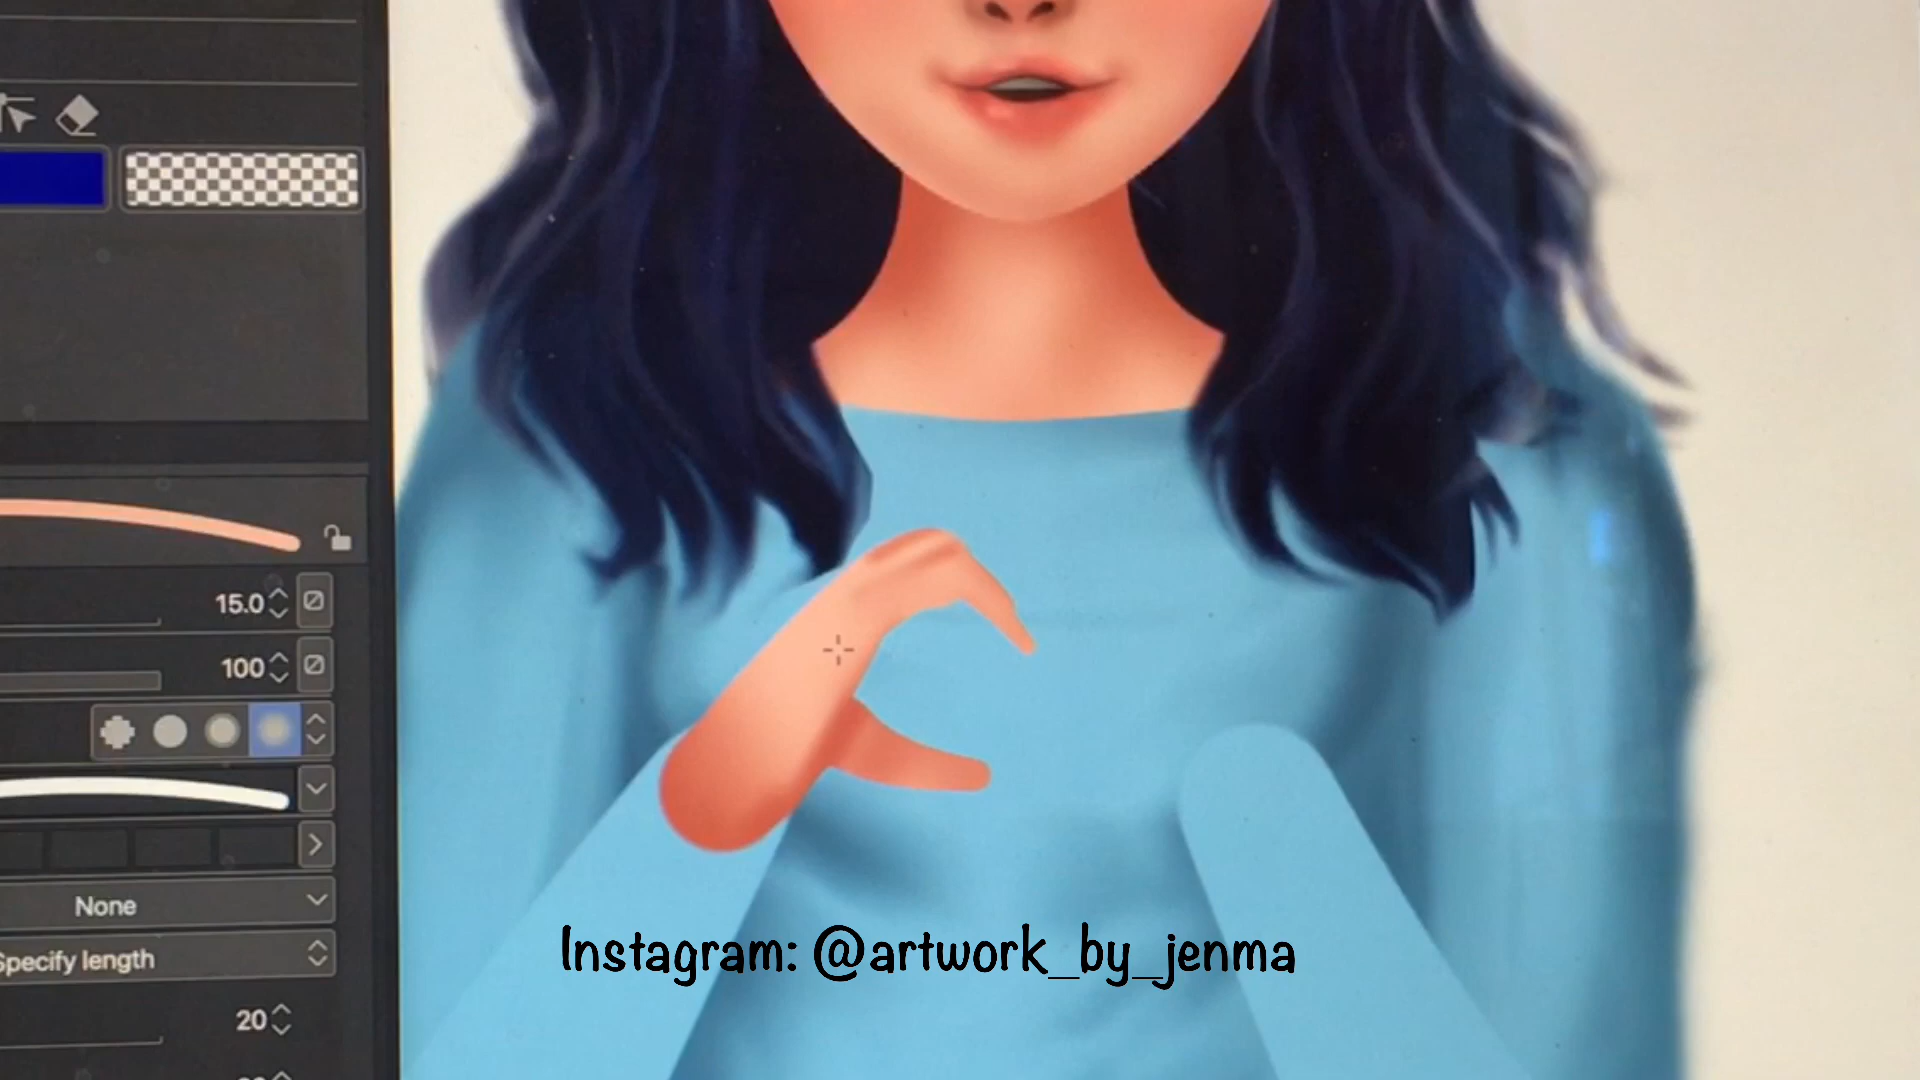 15.0
100
None
Specify length
20
Instagram: @artwork_by_jenma